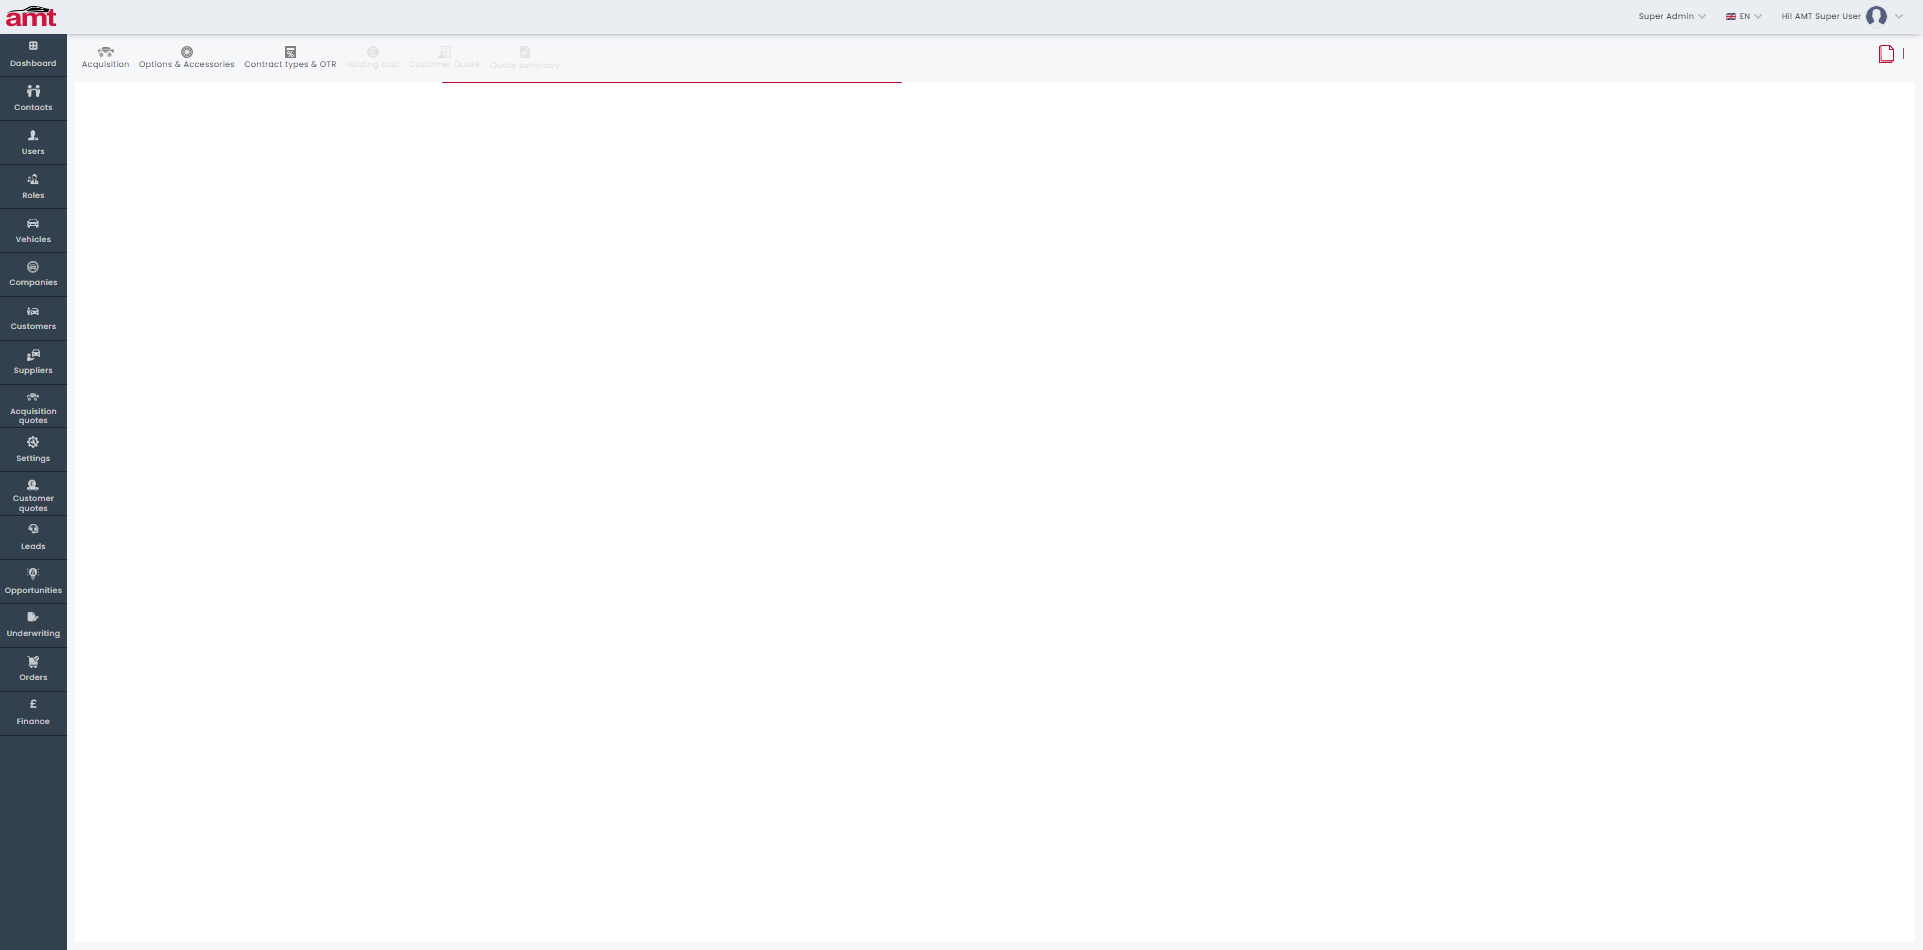 amt
Super Admin
EN
Hi! AMT Super User
Dashboard
Contacts
Users
Roles
Vehicles
Companies
Customers
Suppliers
Acquisition
quotes
Settings
Customer
quotes
Leads
Opportunities
Underwriting
Orders
£
Finance
Acquisition
Options & Accessories
Contract types & OTR
Holding cost
Customer Quote
Quote summary